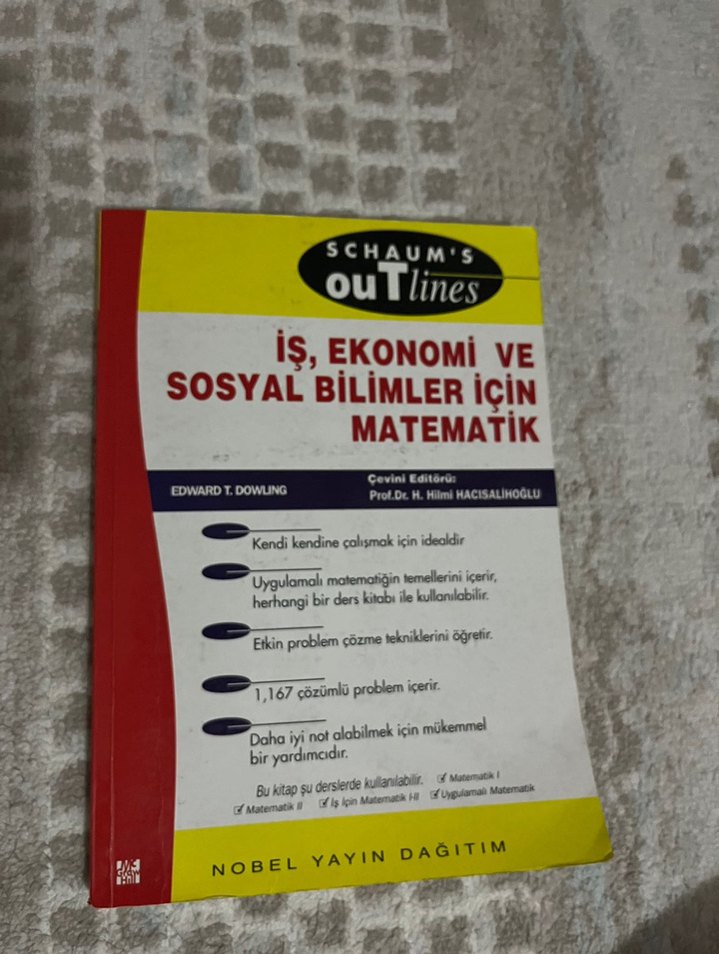 SCHAUM'S
ouTlines
İŞ, EKONOMİ VE
SOSYAL BİLİMLER İÇİN
MATEMATİK
EDWARD T. DOWLING
Çevini Editörü:
Prof.Dr. H. Hilmi HACISALİHOĞLU
Kendi kendine çalışmak için idealdir
Uygulamalı matematiğin temellerini içerir,
herhangi bir ders kitabı ile kullanılabilir.
Etkin problem çözme tekniklerini öğretir.
1,167 çözümlü problem içerir.
Daha iyi not alabilmek için mükemmel
bir yardımcıdır.
Bu kitap şu derslerde kullanılabilir. Matematik I
Matematik II İş İçin Matematik I-II Uygulamalı Matematik
NOBEL YAYIN DAĞITIM
Mc
Graw
Hill